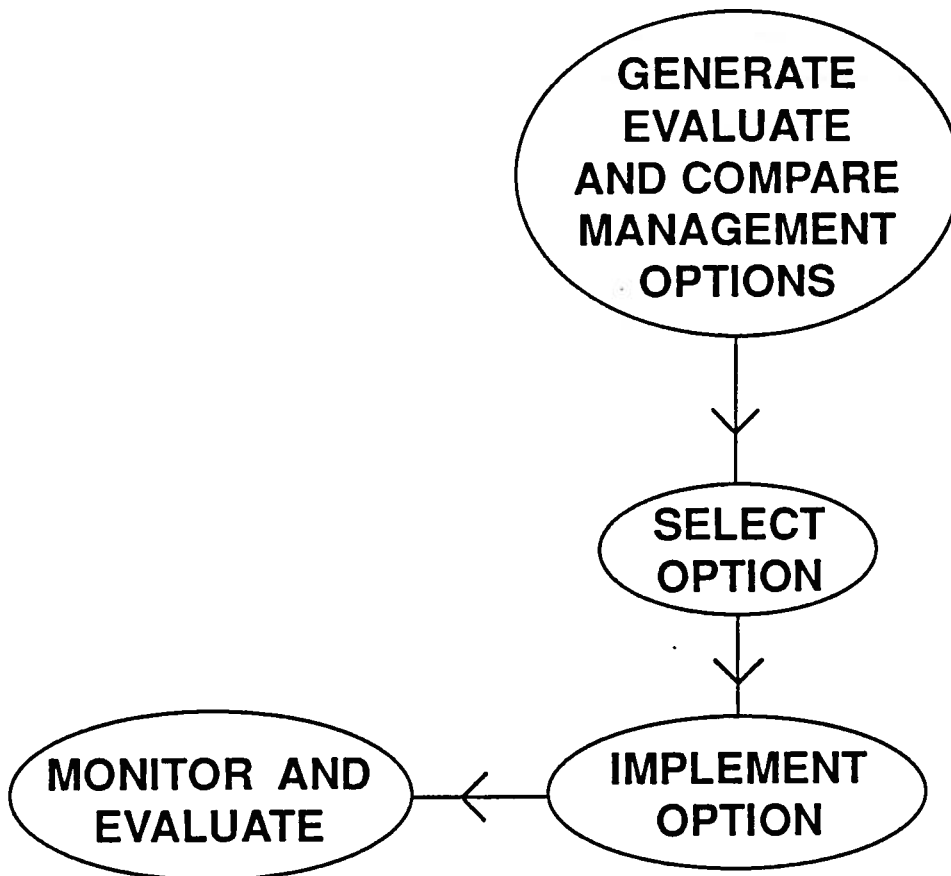 GENERATE
EVALUATE
AND COMPARE
MANAGEMENT
OPTIONS
SELECT
OPTION
IMPLEMENT
OPTION
MONITOR AND
EVALUATE